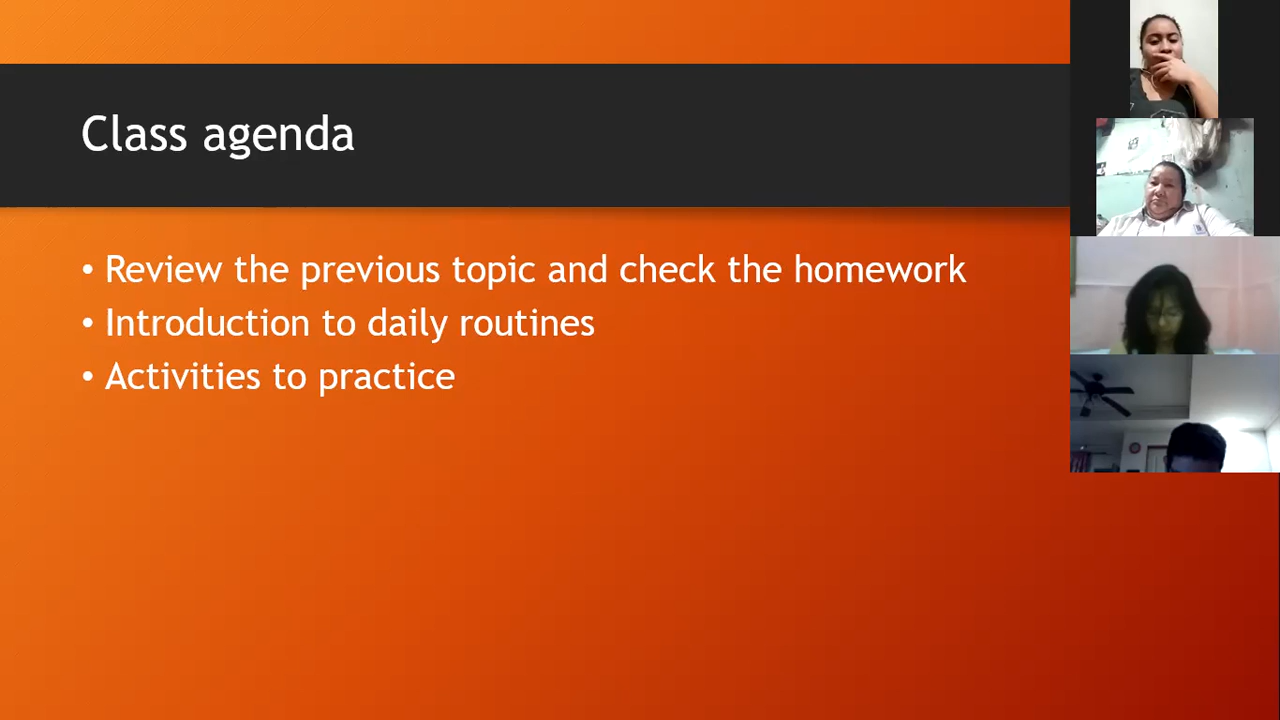 Class agenda
• Review the previous topic and check the homework
• Introduction to daily routines
• Activities to practice